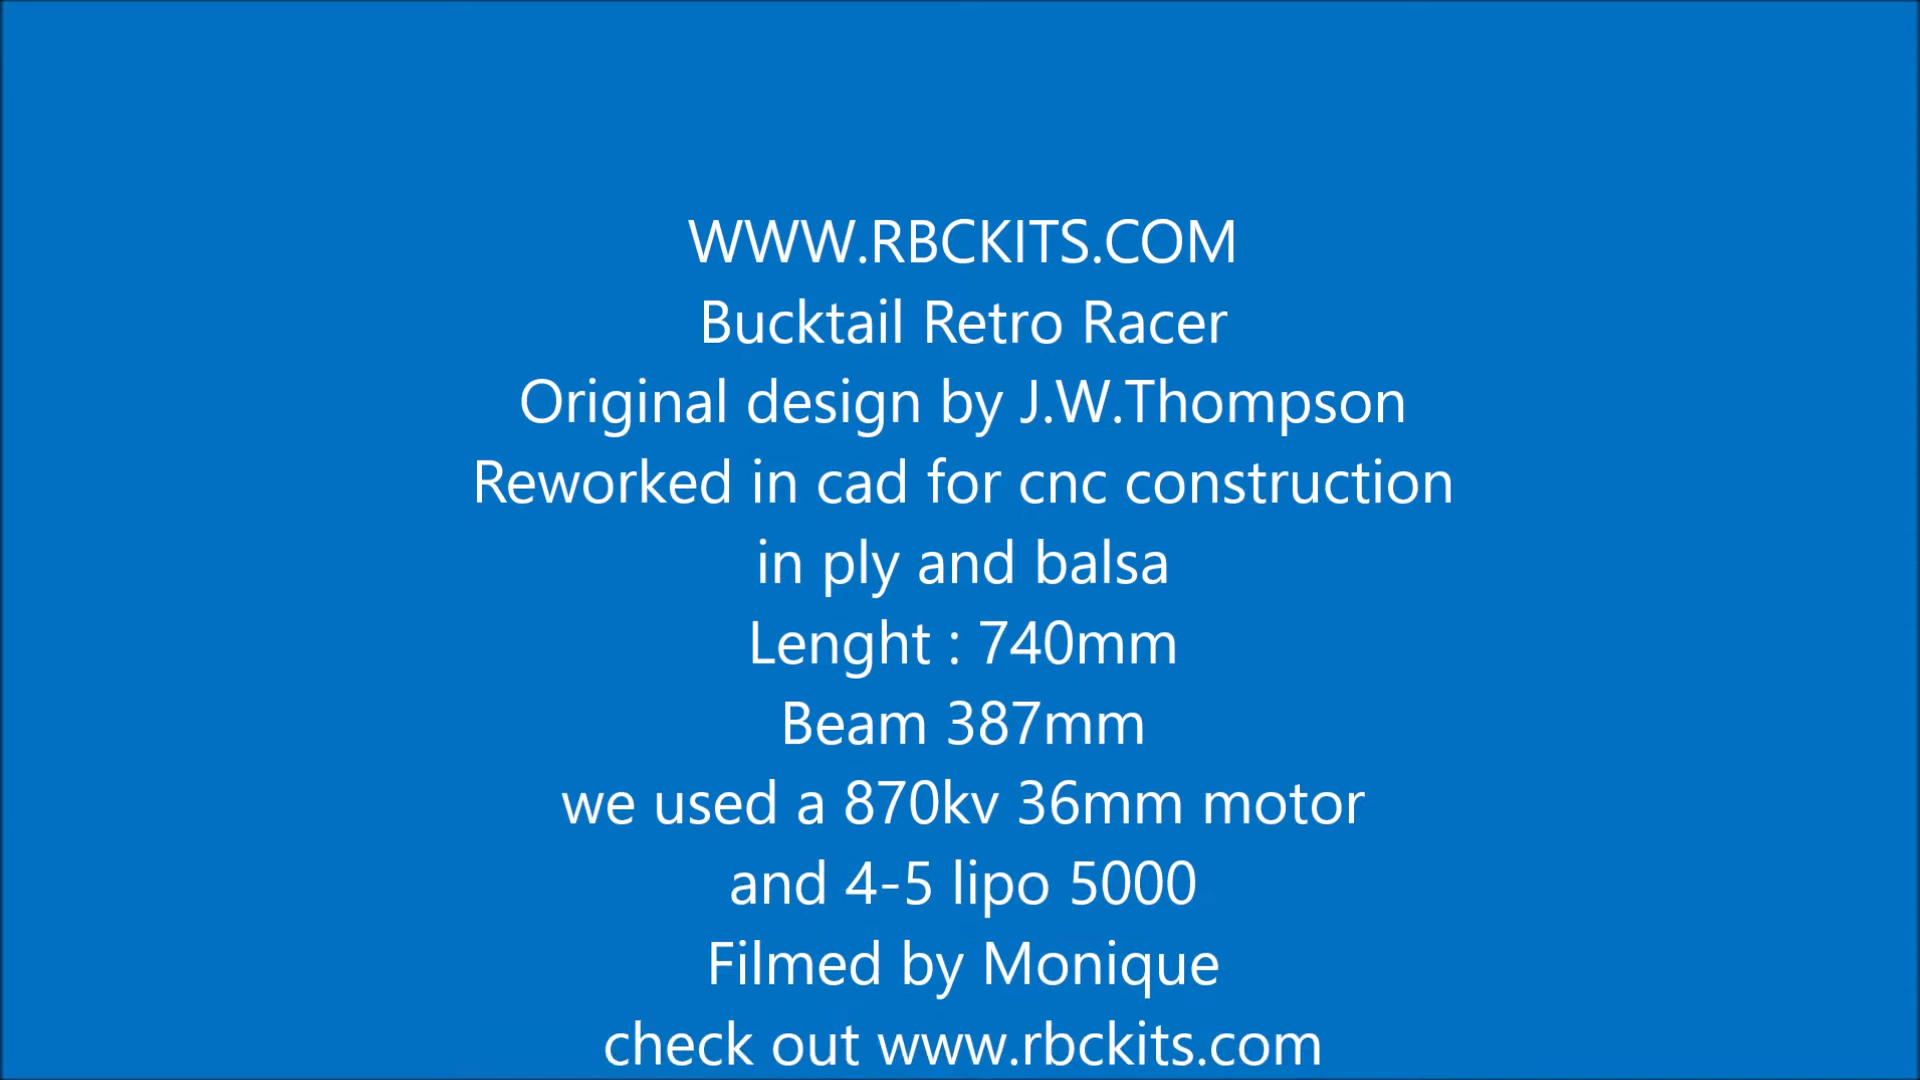 WWW.RBCKITS.COM
Bucktail Retro Racer
Original design by J.W.Thompson
Reworked in cad for cnc construction
in ply and balsa
Lenght : 740mm
Beam 387mm
we used a 870kv 36mm motor
and 4-5 lipo 5000
Filmed by Monique
check out www.rbckits.com